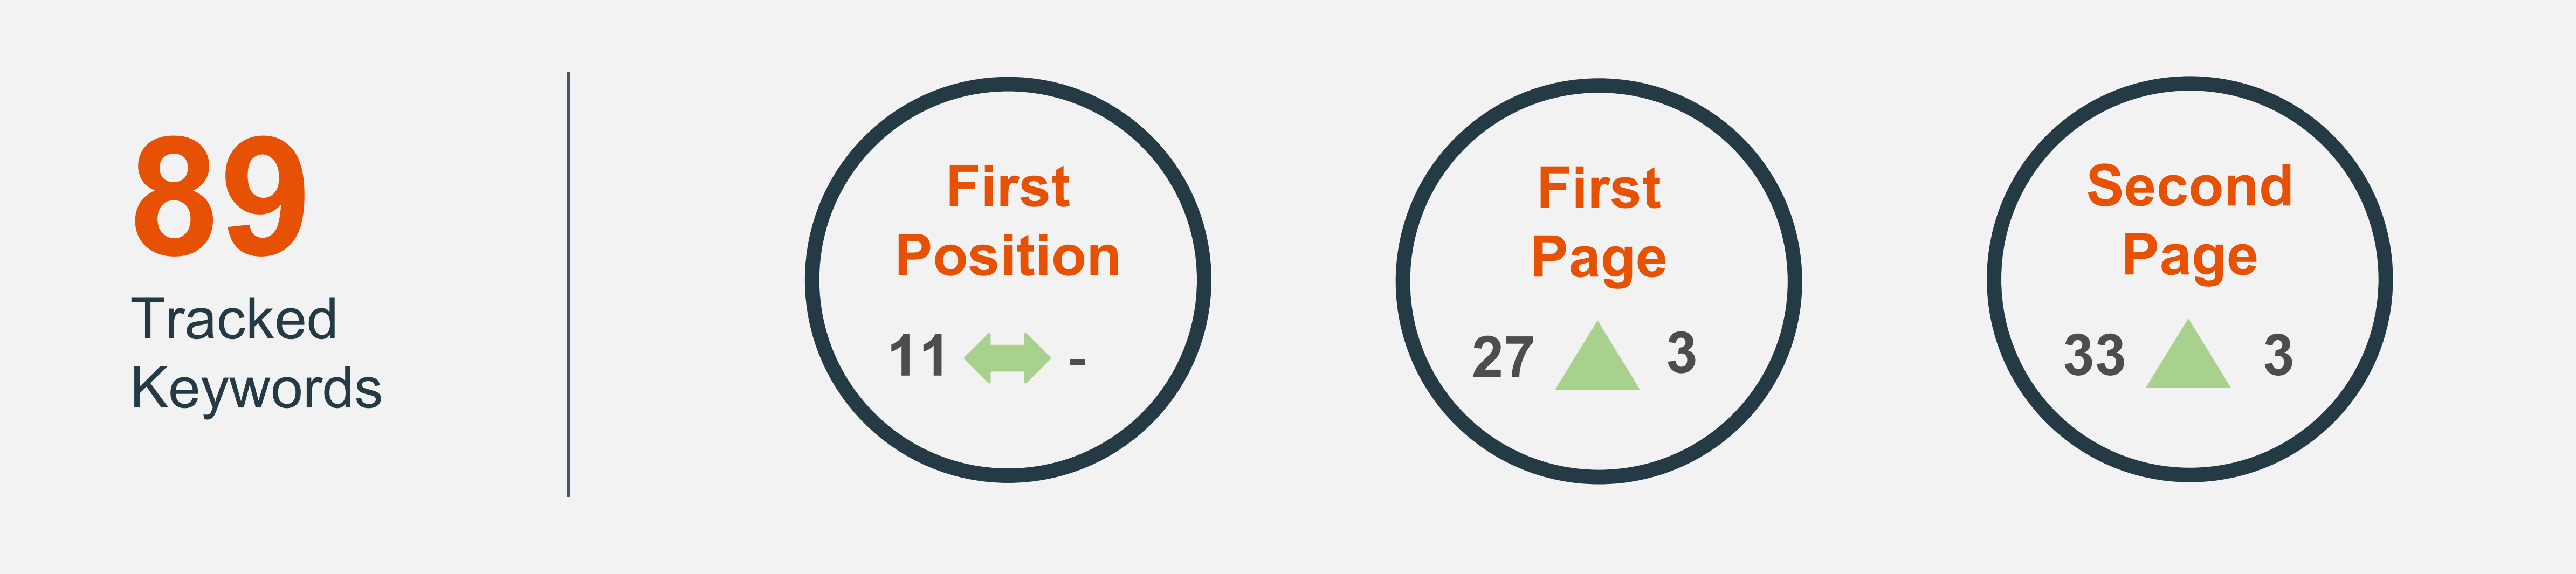 89
Tracked
Keywords
First
Position
11 -
First
Page
27 3
Second
Page
33 3